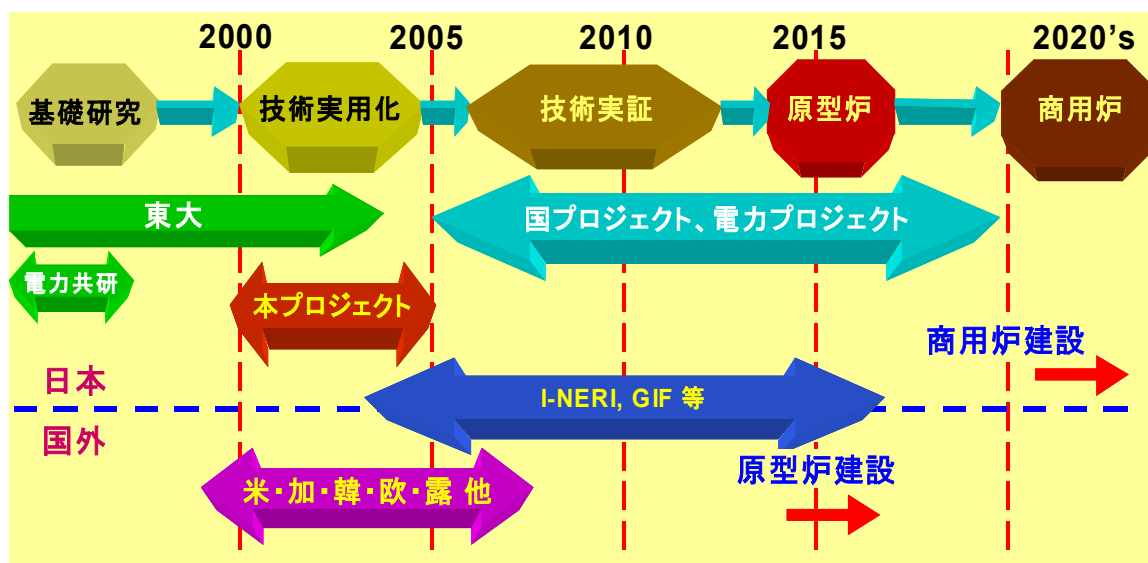 2000 2005 2010 2015 2020's
基礎研究 技術実用化 技術実証 原型炉 商用炉
東大 国プロジェクト、電力プロジェクト
電力共研
本プロジェクト
商用炉建設
日本
I-NERI, GIF 等
国外
原型炉建設
米・加・韓・欧・露 他